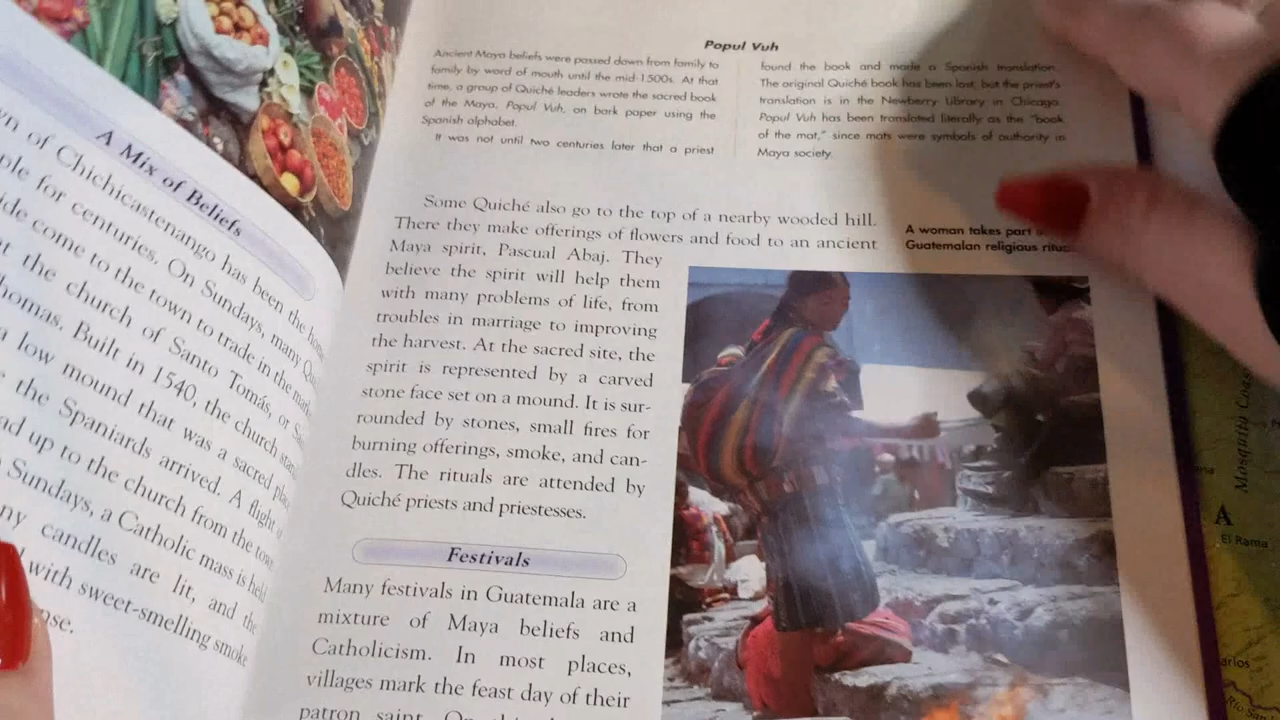 A Mix of Beliefs
of Chichicastenango has been the
for centuries. On Sundays, many
come to the town to trade in the
the church of Santo Tomás, or
Built in 1540, the church
low mound that was a sacred
the Spaniards arrived. A flight
up to the church from the
Sundays, a Catholic mass is held
candles are lit, and the
with sweet-smelling smoke
Popul Vuh
Ancient Maya beliefs were passed down from family to
family by word of mouth until the mid-1500s. At that
time, a group of Quiché leaders wrote the sacred book
of the Maya, Popul Vuh, on bark paper using the
Spanish alphabet.
It was not until two centuries later that a priest
found the book and made a Spanish translation.
The original Quiché book has been lost, but the priest's
translation is in the Newberry Library in Chicago.
Popul Vuh has been translated literally as the "book
of the mat," since mats were symbols of authority in
Maya society.
Some Quiché also go to the top of a nearby wooded hill.
There they make offerings of flowers and food to an ancient
Maya spirit, Pascual Abaj. They
believe the spirit will help them
with many problems of life, from
troubles in marriage to improving
the harvest. At the sacred site, the
spirit is represented by a carved
stone face set on a mound. It is sur-
rounded by stones, small fires for
burning offerings, smoke, and can-
dles. The rituals are attended by
Quiché priests and priestesses.
A woman takes part
Guatemalan religious
Festivals
Many festivals in Guatemala are a
mixture of Maya beliefs and
Catholicism. In most places,
villages mark the feast day of their
patron saint. On
Mosquito
A
El Rama